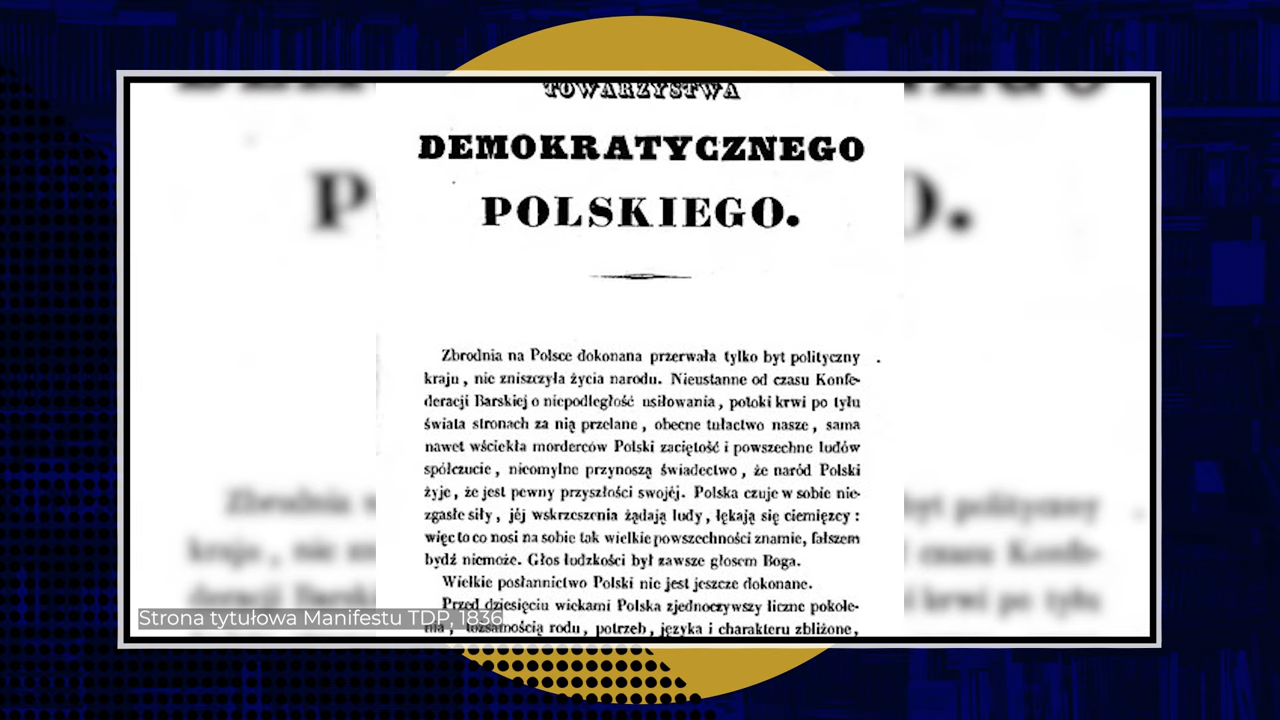 TOWARZYSTWA
DEMOKRATYCZNEGO
POLSKIEGO.
Zbrodnia na Polsce dokonana przerwała tylko byt polityczny
kraju, nie zniszczyła życia narodu. Nieustanne od czasu Konfe-
deracji Barskiej o niepodległość usiłowania, potoki krwi po tylu
świata stronach za nią przelane, obecne tułactwo nasze, sama
nawet wściekła morderców Polski zaciętość i powszechne ludów
spółczucie, nieomylne przynoszą świadectwo, że naród Polski
żyje, że jest pewny przyszłości swojéj. Polska czuje w sobie nie-
zgasłe siły, jéj wskrzeszenia żądają ludy, lękają się ciemięzcy:
więc to co nosi na sobie tak wielkie powszechności znamie, fałszem
bydź niemoże. Głos ludzkości był zawsze głosem Boga.
Wielkie posłannictwo Polski nie jest jeszcze dokonane.
Przed dziesięciu wiekami Polska zjednoczywszy liczne pokole-
nia, tożsamością rodu, potrzeb, języka i charakteru zbliżone,
Strona tytułowa Manifestu TDP, 1836